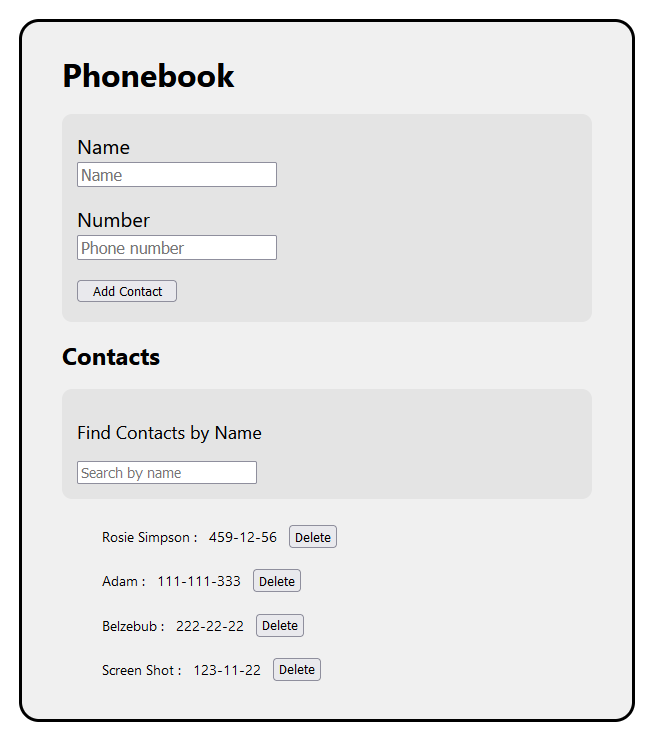 Phonebook
Name
Name
Number
Phone number
Add Contact
Contacts
Find Contacts by Name
Search by name
Rosie Simpson : 459-12-56 Delete
Adam : 111-111-333 Delete
Belzebub : 222-22-22 Delete
Screen Shot : 123-11-22 Delete